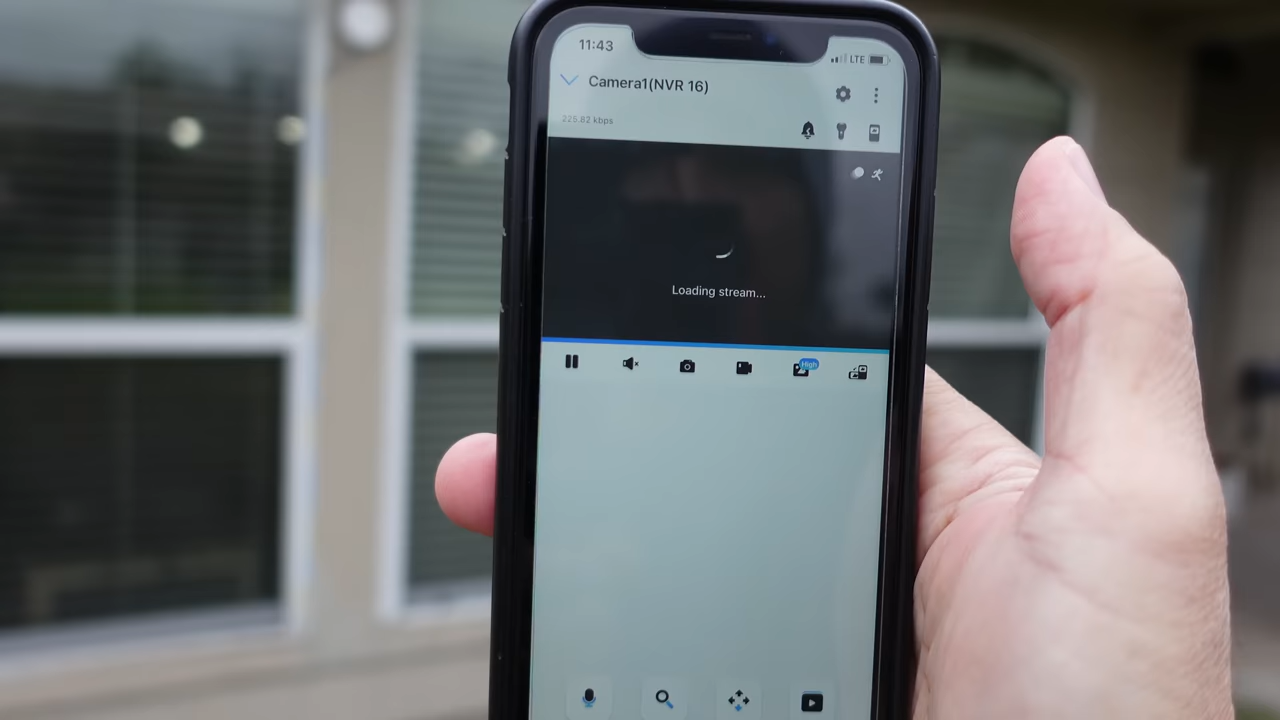 11:43
LTE
Camera1(NVR 16)
225.82 kbps
Loading stream...
High